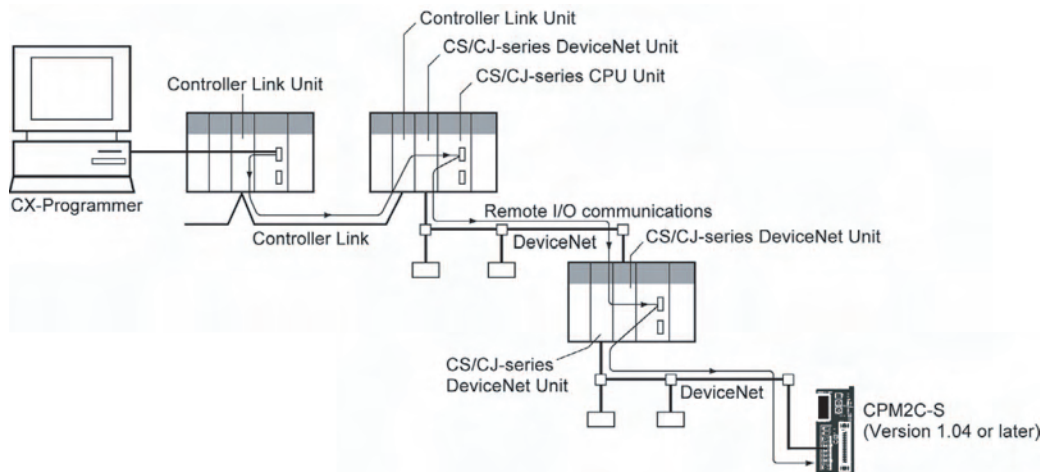 Controller Link Unit
CS/CJ-series DeviceNet Unit
CS/CJ-series CPU Unit
Controller Link Unit
CX-Programmer
Controller Link
Remote I/O communications
DeviceNet
CS/CJ-series DeviceNet Unit
CS/CJ-series
DeviceNet Unit
DeviceNet
CPM2C-S
(Version 1.04 or later)